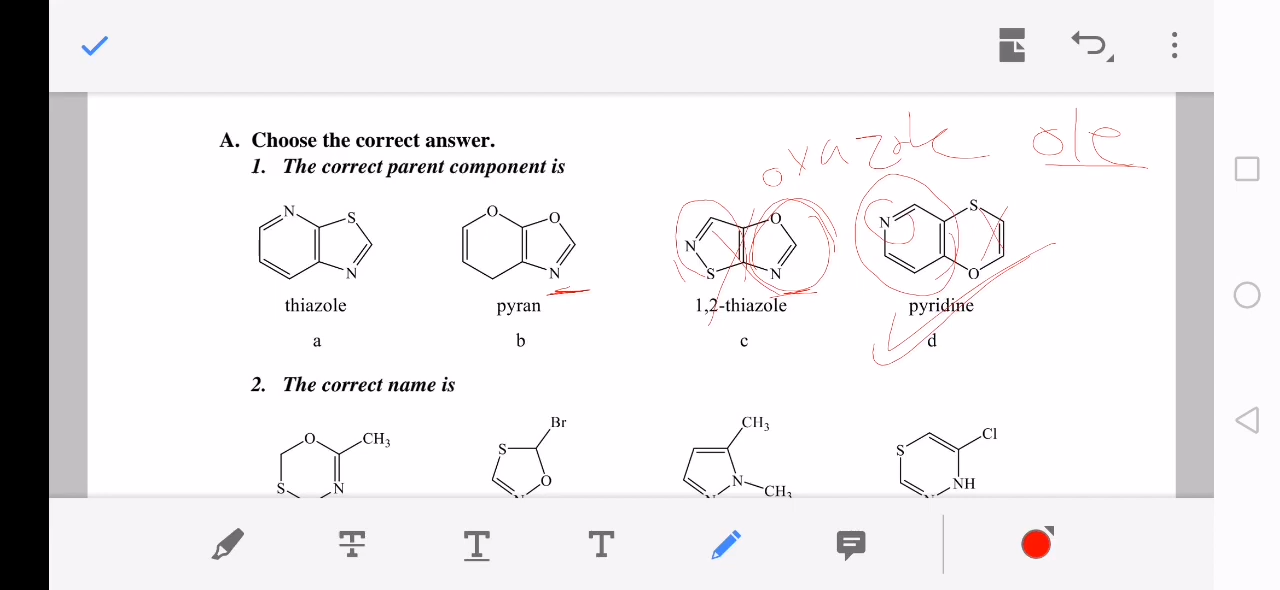 oxazole ole
A. Choose the correct answer.
1. The correct parent component is
N S N
O O N
N S O N
N S O
thiazole pyran 1,2-thiazole pyridine
a b c d
2. The correct name is
O CH3 S N
Br S O
CH3 N CH3
Cl S NH
T T T